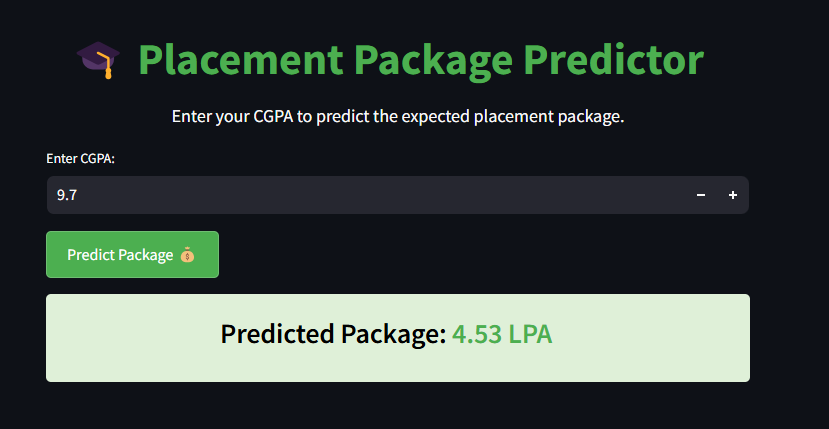 Placement Package Predictor
Enter your CGPA to predict the expected placement package.
Enter CGPA:
9.7
Predict Package
Predicted Package: 4.53 LPA